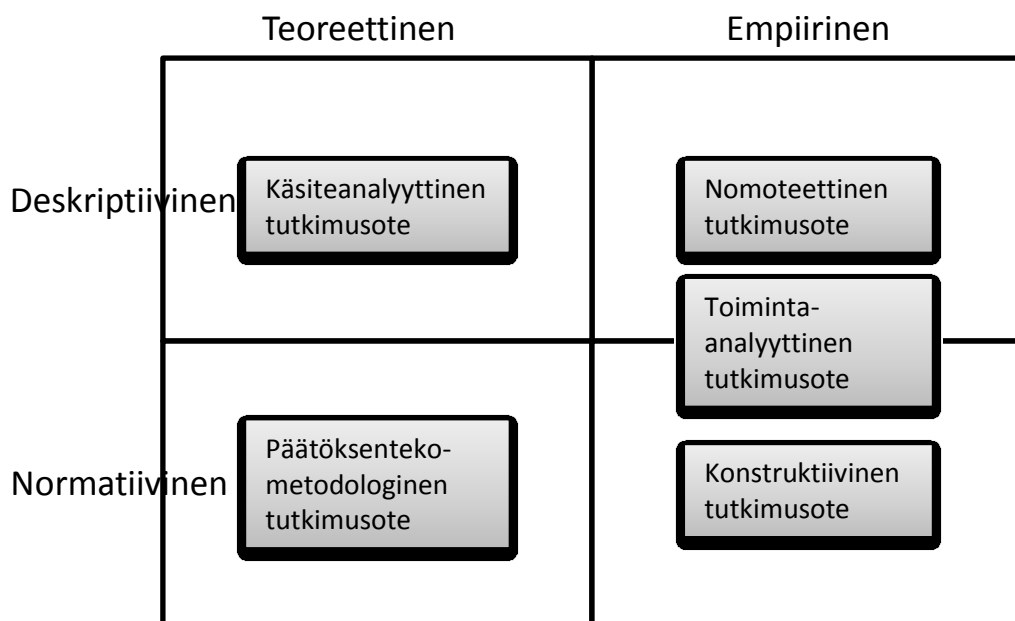 Teoreettinen
Empiirinen
Deskriptiivinen
Käsiteanalyyttinen
tutkimusote
Nomoteettinen
tutkimusote
Toiminta-
analyyttinen
tutkimusote
Normatiivinen
Päätöksenteko-
metodologinen
tutkimusote
Konstruktiivinen
tutkimusote